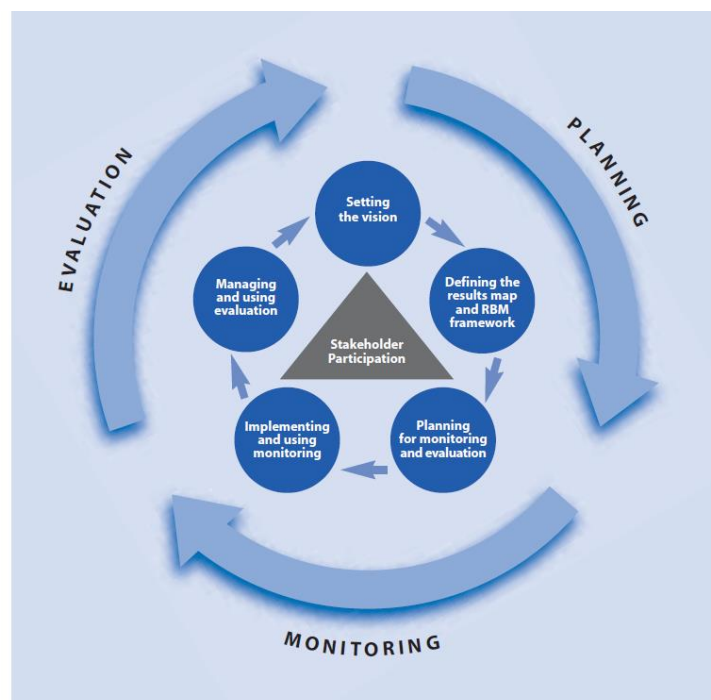 EVALUATION
PLANNING
Setting
the vision
Managing
and using
evaluation
Defining the
results map
and RBM
framework
Stakeholder
Participation
Implementing
and using
monitoring
Planning
for monitoring
and evaluation
MONITORING